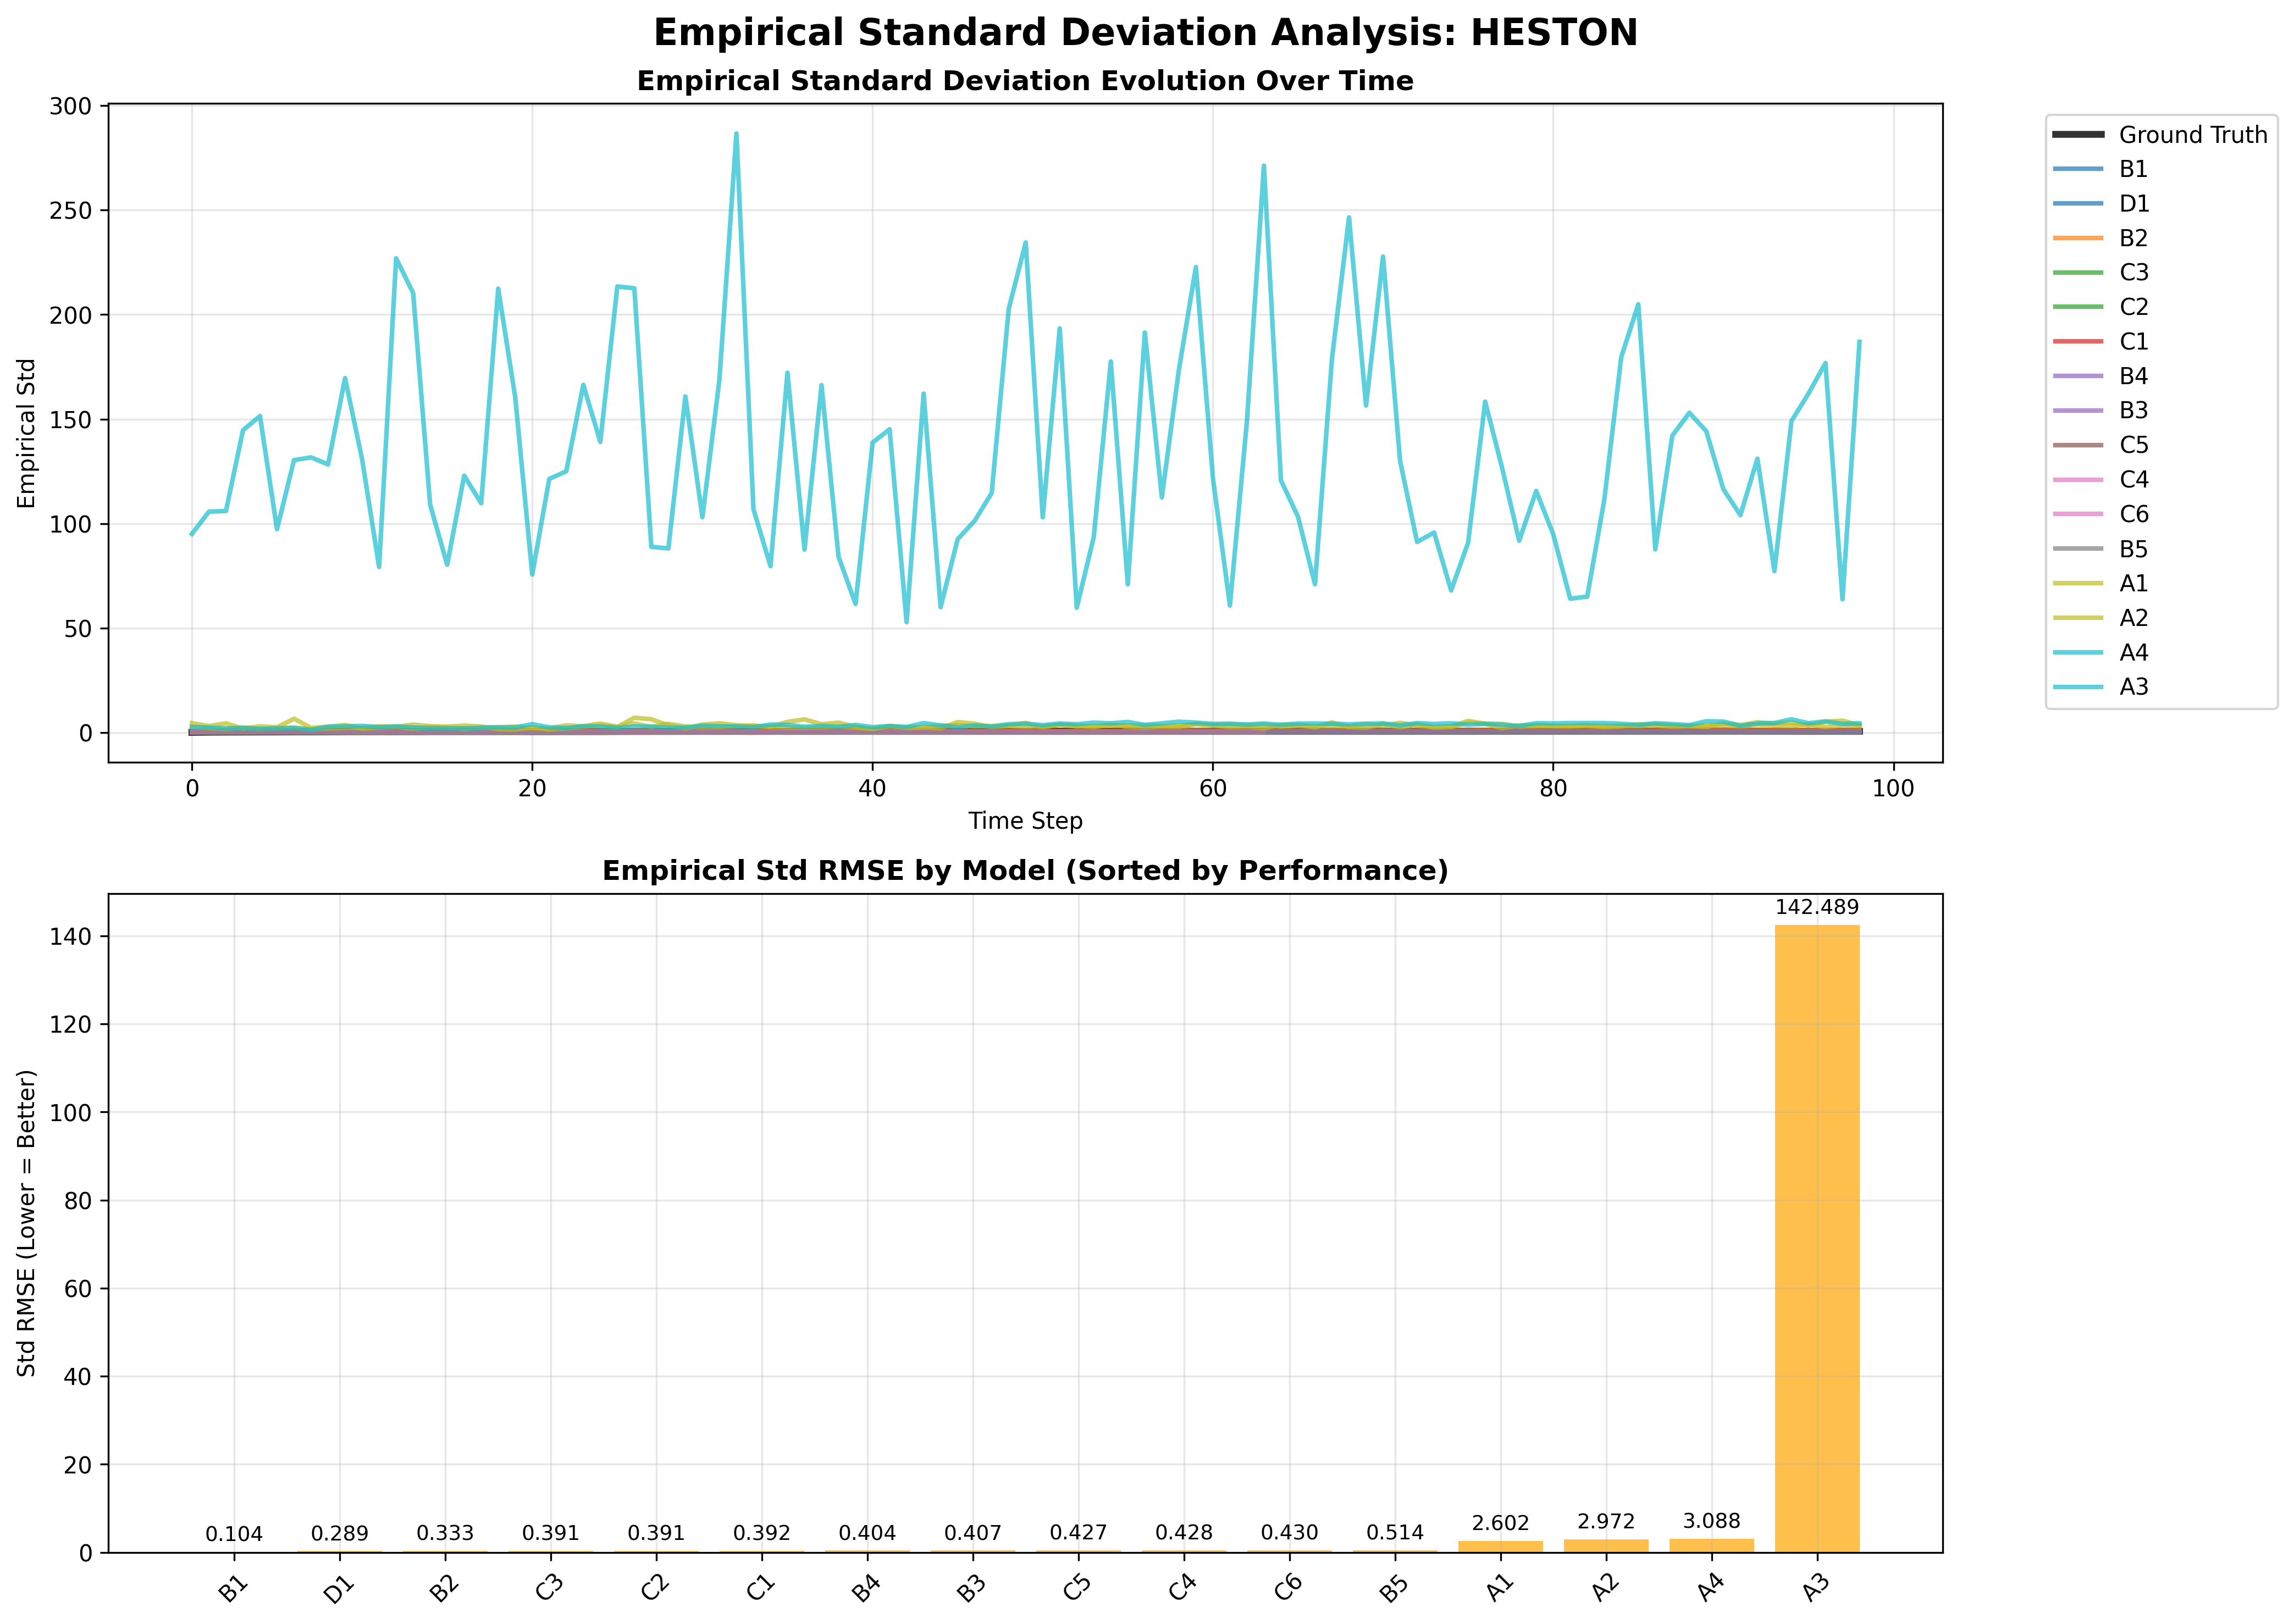 Empirical Standard Deviation Analysis: HESTON
Empirical Standard Deviation Evolution Over Time
300
250
200
150
100
50
0
Empirical Std
0 20 40 60 80 100
Time Step
Ground Truth
B1
D1
B2
C3
C2
C1
B4
B3
C5
C4
C6
B5
A1
A2
A4
A3
Empirical Std RMSE by Model (Sorted by Performance)
140
120
100
80
60
40
20
0
Std RMSE (Lower = Better)
0.104 0.289 0.333 0.391 0.391 0.392 0.404 0.407 0.427 0.428 0.430 0.514 2.602 2.972 3.088 142.489
B1 D1 B2 C3 C2 C1 B4 B3 C5 C4 C6 B5 A1 A2 A4 A3